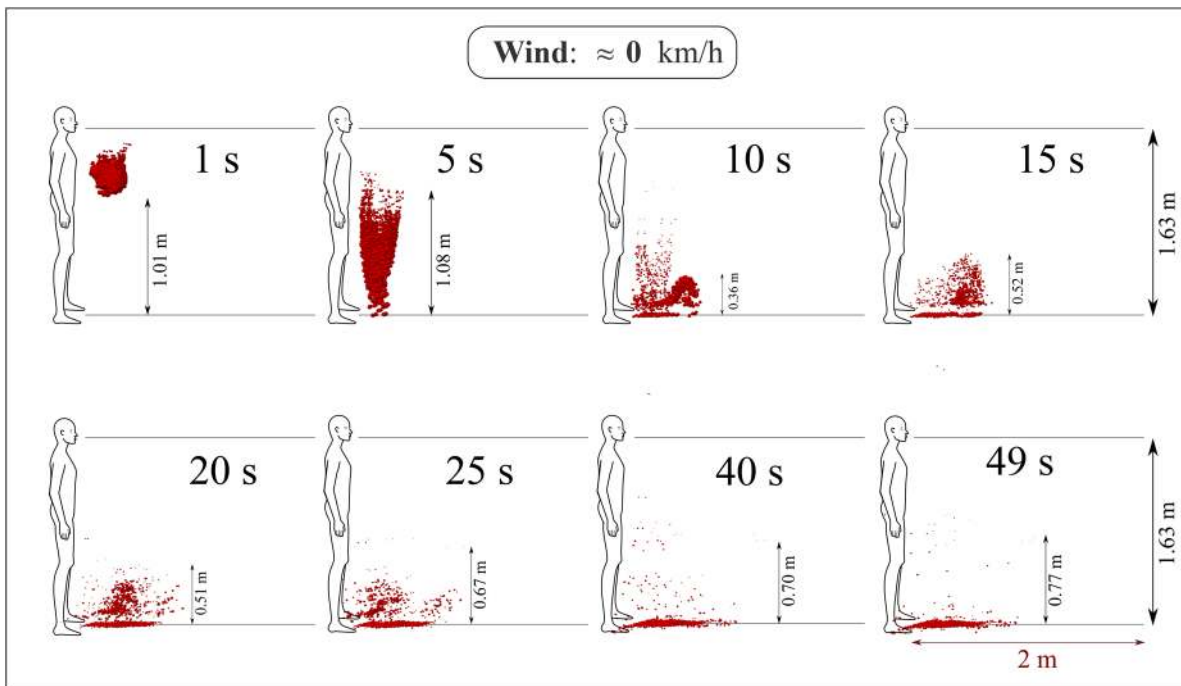 Wind: ≈ 0 km/h
1 s
5 s
10 s
15 s
1.01 m
1.08 m
0.36 m
0.52 m
1.63 m
20 s
25 s
40 s
49 s
0.51 m
0.67 m
0.70 m
0.77 m
1.63 m
2 m